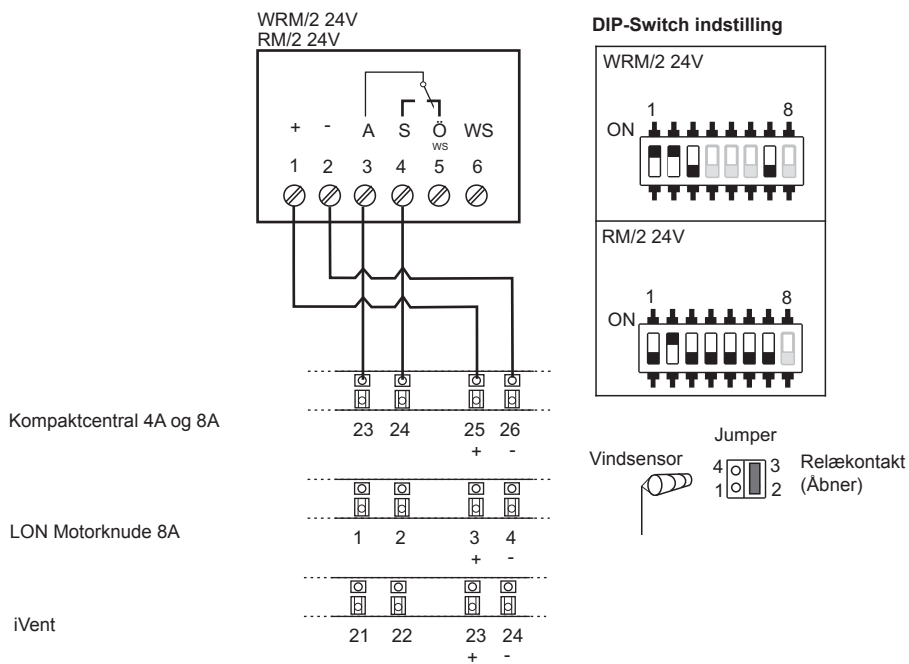 WRM/2 24V
RM/2 24V
+ - A S Ö WS
WS
1 2 3 4 5 6
DIP-Switch indstilling
WRM/2 24V
1 8
ON
RM/2 24V
1 8
ON
Kompaktcentral 4A og 8A
23 24 25 26
+ -
LON Motorknude 8A
1 2 3 4
+ -
iVent
21 22 23 24
+ -
Jumper
Vindsensor
4 3
1 2
Relækontakt
(Åbner)